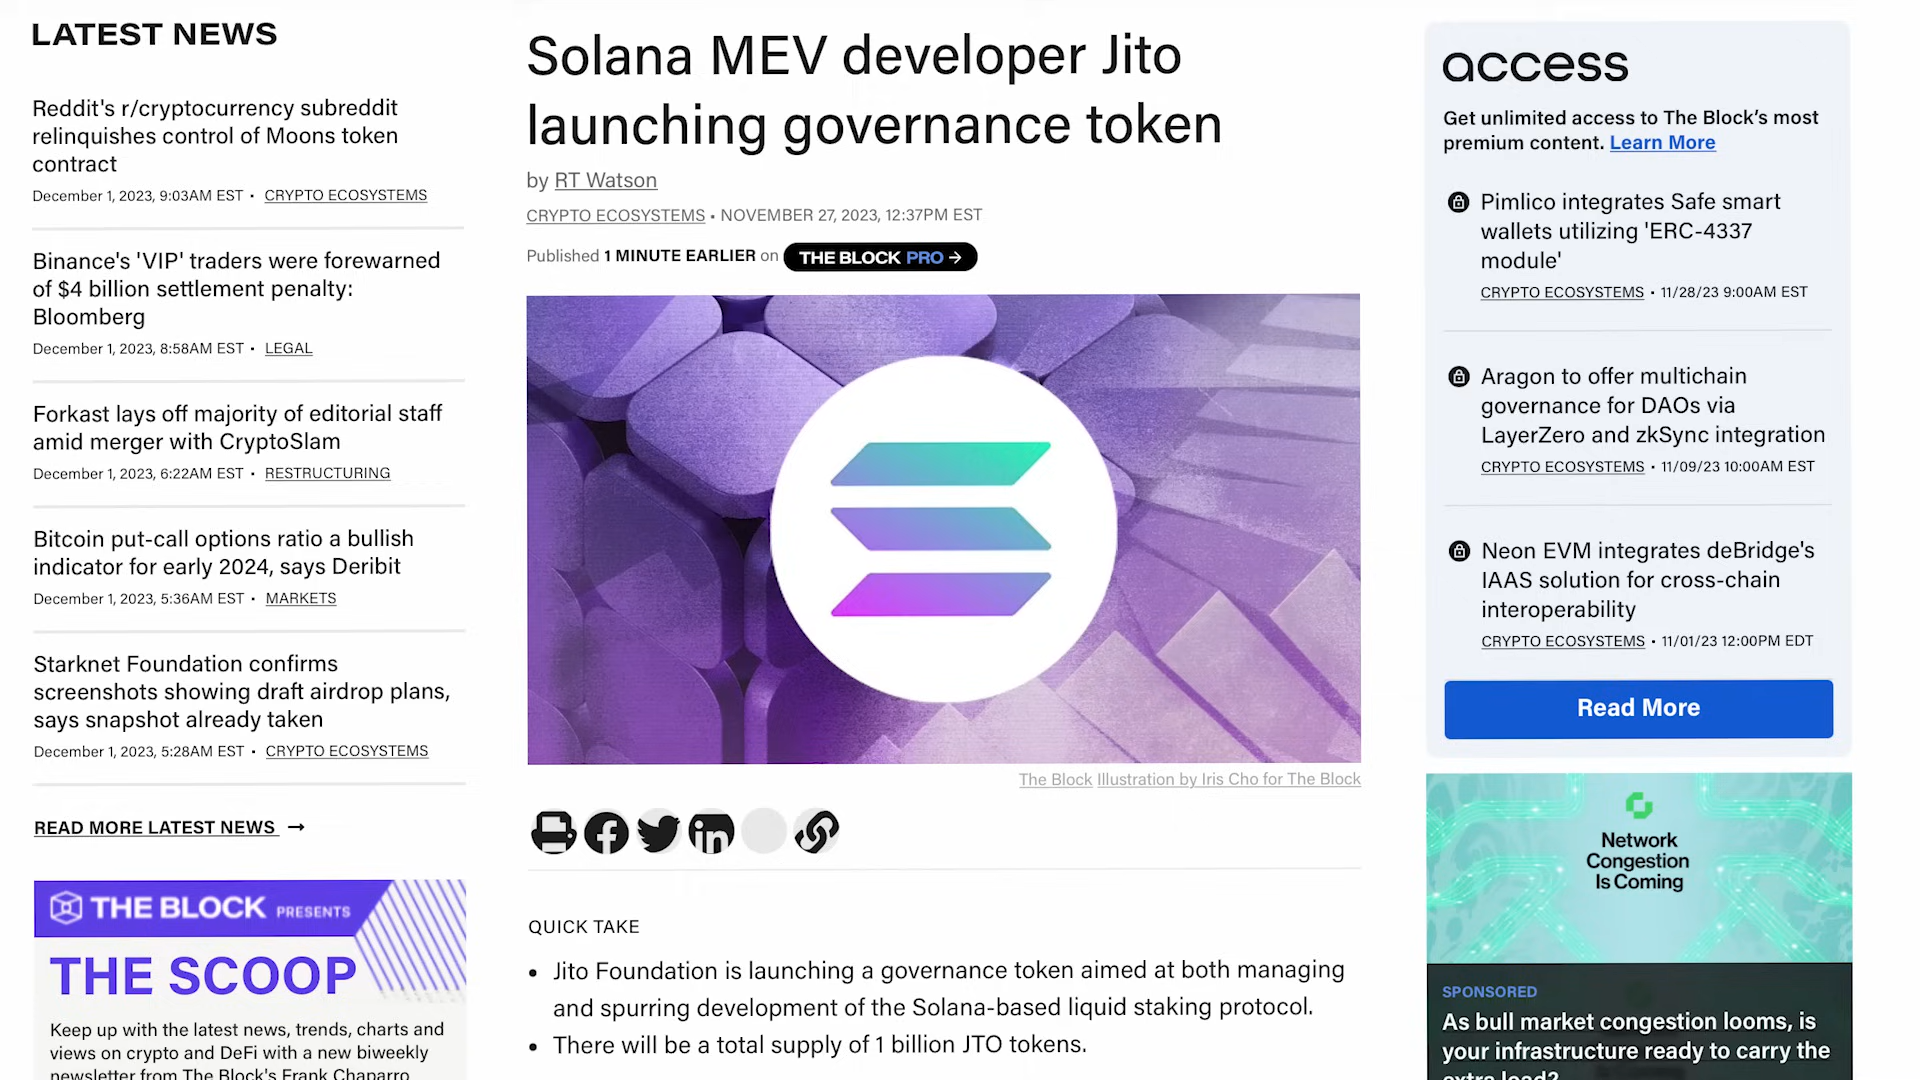 LATEST NEWS
Reddit's r/cryptocurrency subreddit
relinquishes control of Moons token
contract
December 1, 2023, 9:03AM EST • CRYPTO ECOSYSTEMS
Binance's 'VIP' traders were forewarned
of $4 billion settlement penalty:
Bloomberg
December 1, 2023, 8:58AM EST • LEGAL
Forkast lays off majority of editorial staff
amid merger with CryptoSlam
December 1, 2023, 6:22AM EST • RESTRUCTURING
Bitcoin put-call options ratio a bullish
indicator for early 2024, says Deribit
December 1, 2023, 5:36AM EST • MARKETS
Starknet Foundation confirms
screenshots showing draft airdrop plans,
says snapshot already taken
December 1, 2023, 5:28AM EST • CRYPTO ECOSYSTEMS
READ MORE LATEST NEWS →
THE BLOCK PRESENTS
THE SCOOP
Keep up with the latest news, trends, charts and
views on crypto and DeFi with a new biweekly
newsletter from The Block's Frank Chaparro
Solana MEV developer Jito
launching governance token
by RT Watson
CRYPTO ECOSYSTEMS • NOVEMBER 27, 2023, 12:37PM EST
Published 1 MINUTE EARLIER on THE BLOCK PRO →
The Block Illustration by Iris Cho for The Block
QUICK TAKE
• Jito Foundation is launching a governance token aimed at both managing
and spurring development of the Solana-based liquid staking protocol.
• There will be a total supply of 1 billion JTO tokens.
access
Get unlimited access to The Block’s most
premium content. Learn More
Pimlico integrates Safe smart
wallets utilizing 'ERC-4337
module'
CRYPTO ECOSYSTEMS • 11/28/23 9:00AM EST
Aragon to offer multichain
governance for DAOs via
LayerZero and zkSync integration
CRYPTO ECOSYSTEMS • 11/09/23 10:00AM EST
Neon EVM integrates deBridge's
IAAS solution for cross-chain
interoperability
CRYPTO ECOSYSTEMS • 11/01/23 12:00PM EDT
Read More
Network
Congestion
Is Coming
SPONSORED
As bull market congestion looms, is
your infrastructure ready to carry the
extra load?